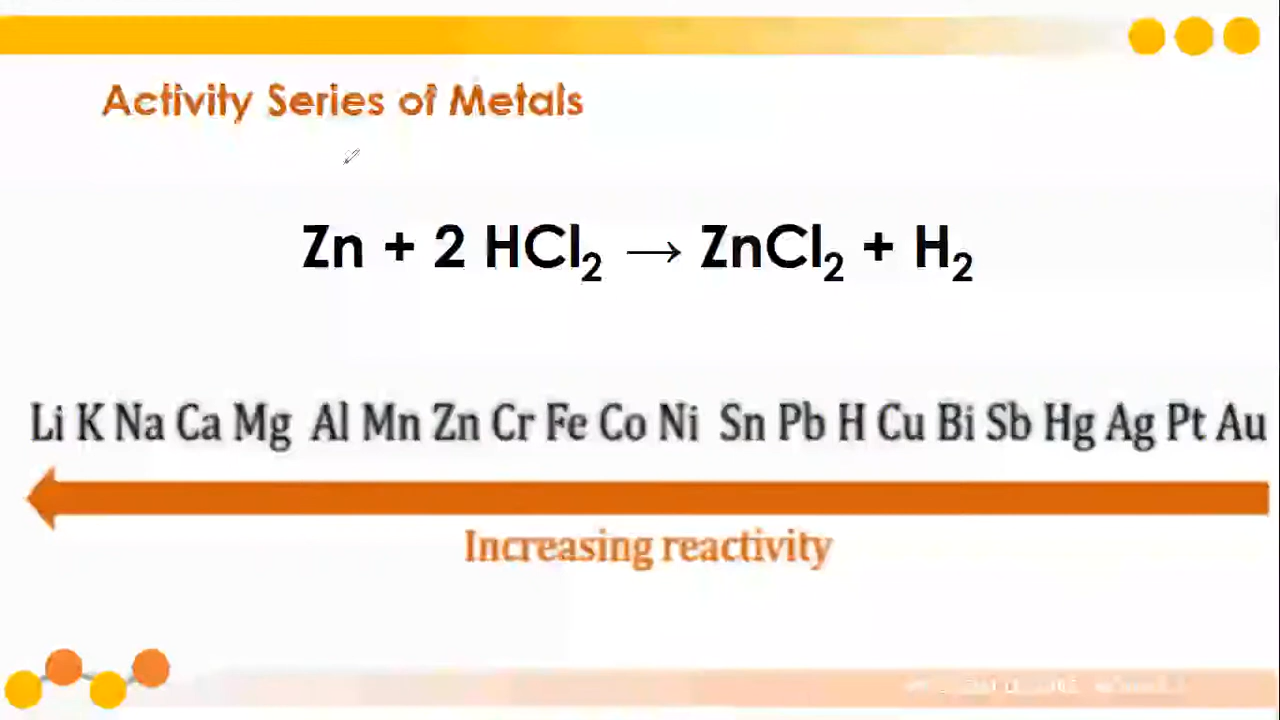 Activity Series of Metals
Zn + 2 HCl₂ → ZnCl₂ + H₂
Li K Na Ca Mg Al Mn Zn Cr Fe Co Ni Sn Pb H Cu Bi Sb Hg Ag Pt Au
Increasing reactivity